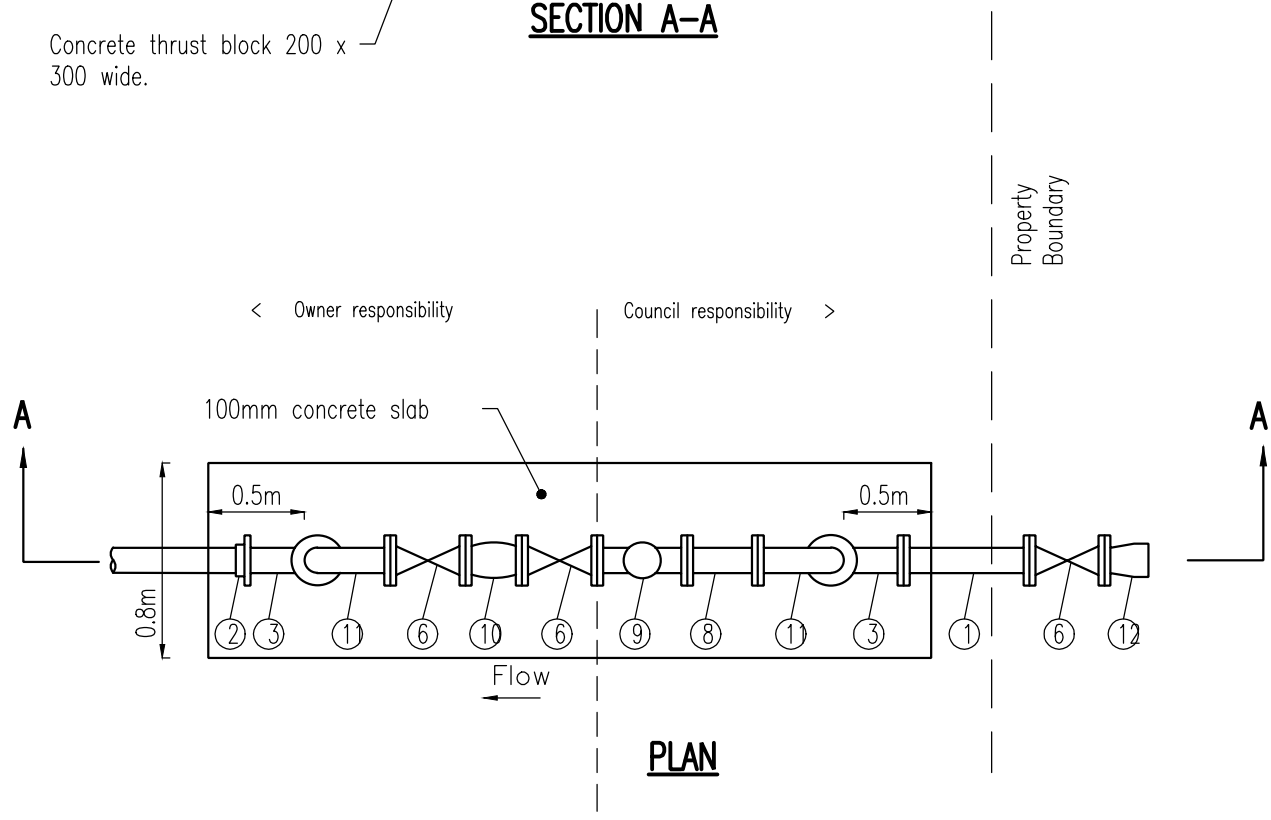 SECTION A-A
Concrete thrust block 200 x
300 wide.
Property
Boundary
< Owner responsibility
Council responsibility >
100mm concrete slab
A
A
0.5m
0.5m
0.8m
2 3 11 6 10 6 9 8 11 3 1 6 12
Flow
PLAN